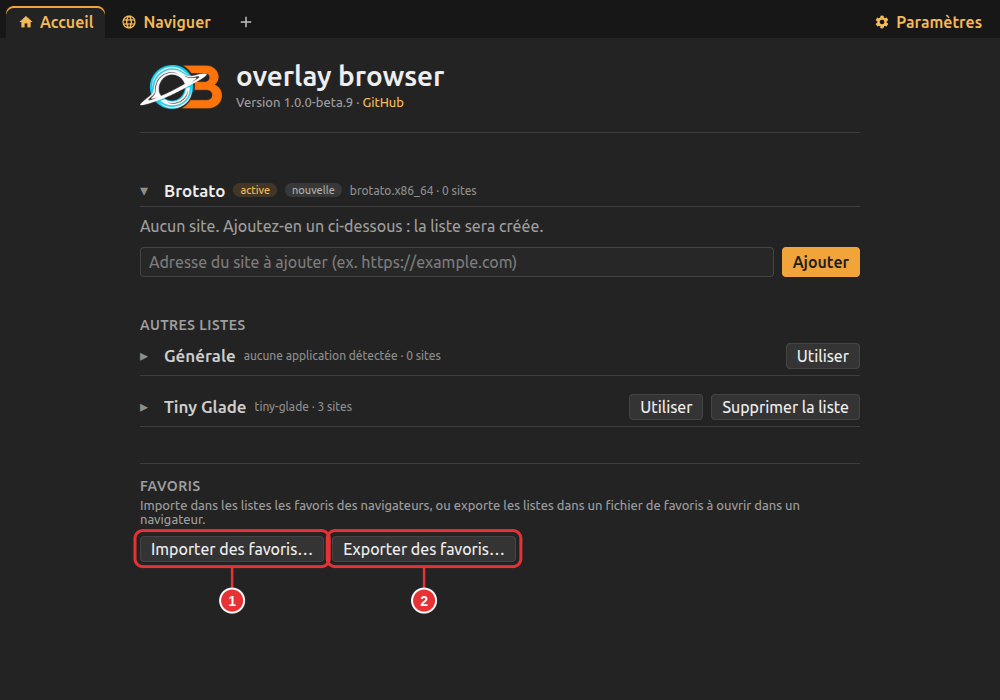 Accueil Naviguer + Paramètres
overlay browser
Version 1.0.0-beta.9 · GitHub
Brotato active nouvelle brotato.x86_64 · 0 sites
Aucun site. Ajoutez-en un ci-dessous : la liste sera créée.
Adresse du site à ajouter (ex. https://example.com) Ajouter
AUTRES LISTES
Générale aucune application détectée · 0 sites Utiliser
Tiny Glade tiny-glade · 3 sites Utiliser Supprimer la liste
FAVORIS
Importe dans les listes les favoris des navigateurs, ou exporte les listes dans un fichier de favoris à ouvrir dans un
navigateur.
Importer des favoris… Exporter des favoris…
1 2